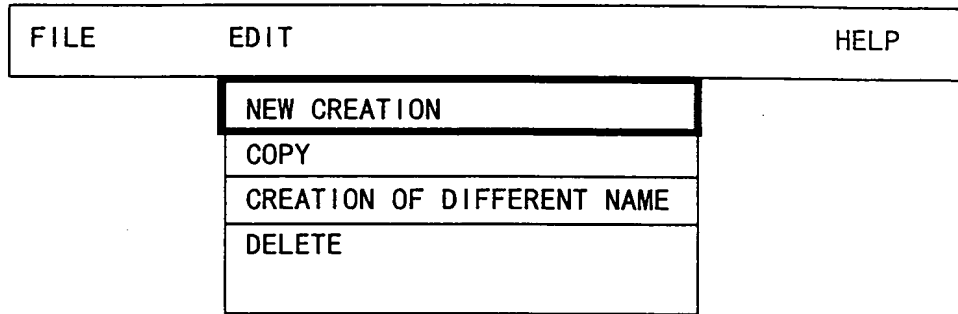 FILE EDIT HELP
NEW CREATION
COPY
CREATION OF DIFFERENT NAME
DELETE